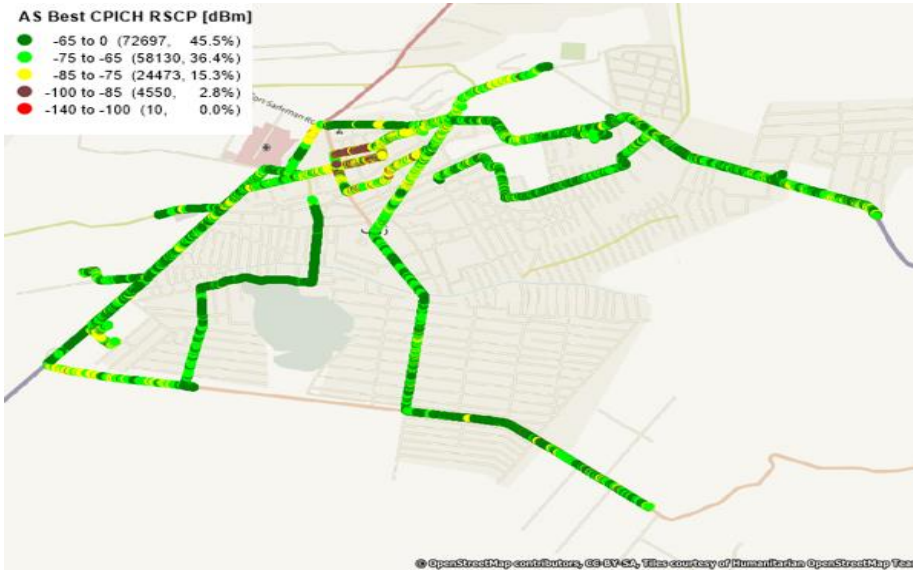 AS Best CPICH RSCP [dBm]
-65 to 0 (72697, 45.5%)
-75 to -65 (58130, 36.4%)
-85 to -75 (24473, 15.3%)
-100 to -85 (4550, 2.8%)
-140 to -100 (10, 0.0%)
© OpenStreetMap contributors, CC-BY-SA, Tiles courtesy of Humanitarian OpenStreetMap Tea